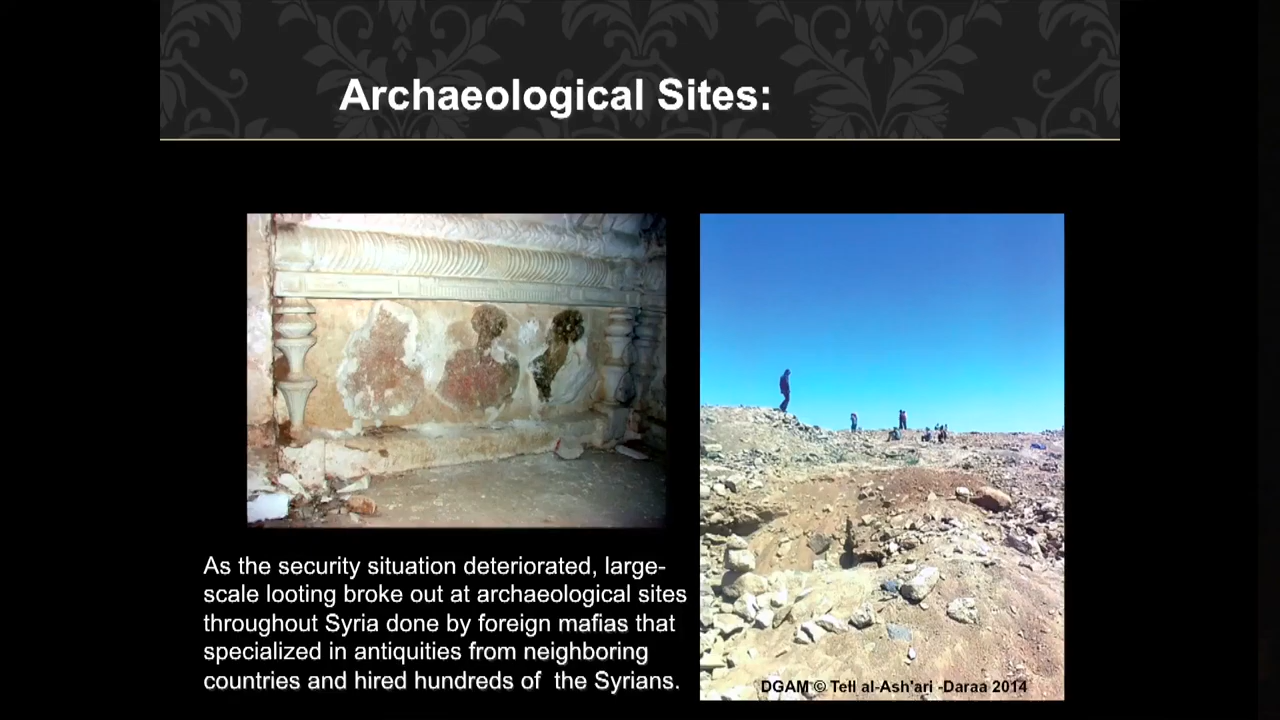 Archaeological Sites:
As the security situation deteriorated, large-
scale looting broke out at archaeological sites
throughout Syria done by foreign mafias that
specialized in antiquities from neighboring
countries and hired hundreds of the Syrians.
DGAM © Tell al-Ash'ari -Daraa 2014